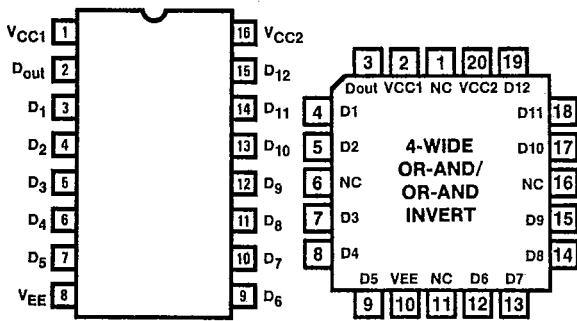 VCC1 1 16 VCC2
Dout 2 15 D12
D1 3 14 D11
D2 4 13 D10
D3 5 12 D9
D4 6 11 D8
D5 7 10 D7
VEE 8 9 D6
3 2 1 20 19
Dout VCC1 NC VCC2 D12
4 D1 D11 18
5 D2 D10 17
6 NC NC 16
7 D3 D9 15
8 D4 D8 14
4-WIDE
OR-AND/
OR-AND
INVERT
D5 VEE NC D6 D7
9 10 11 12 13